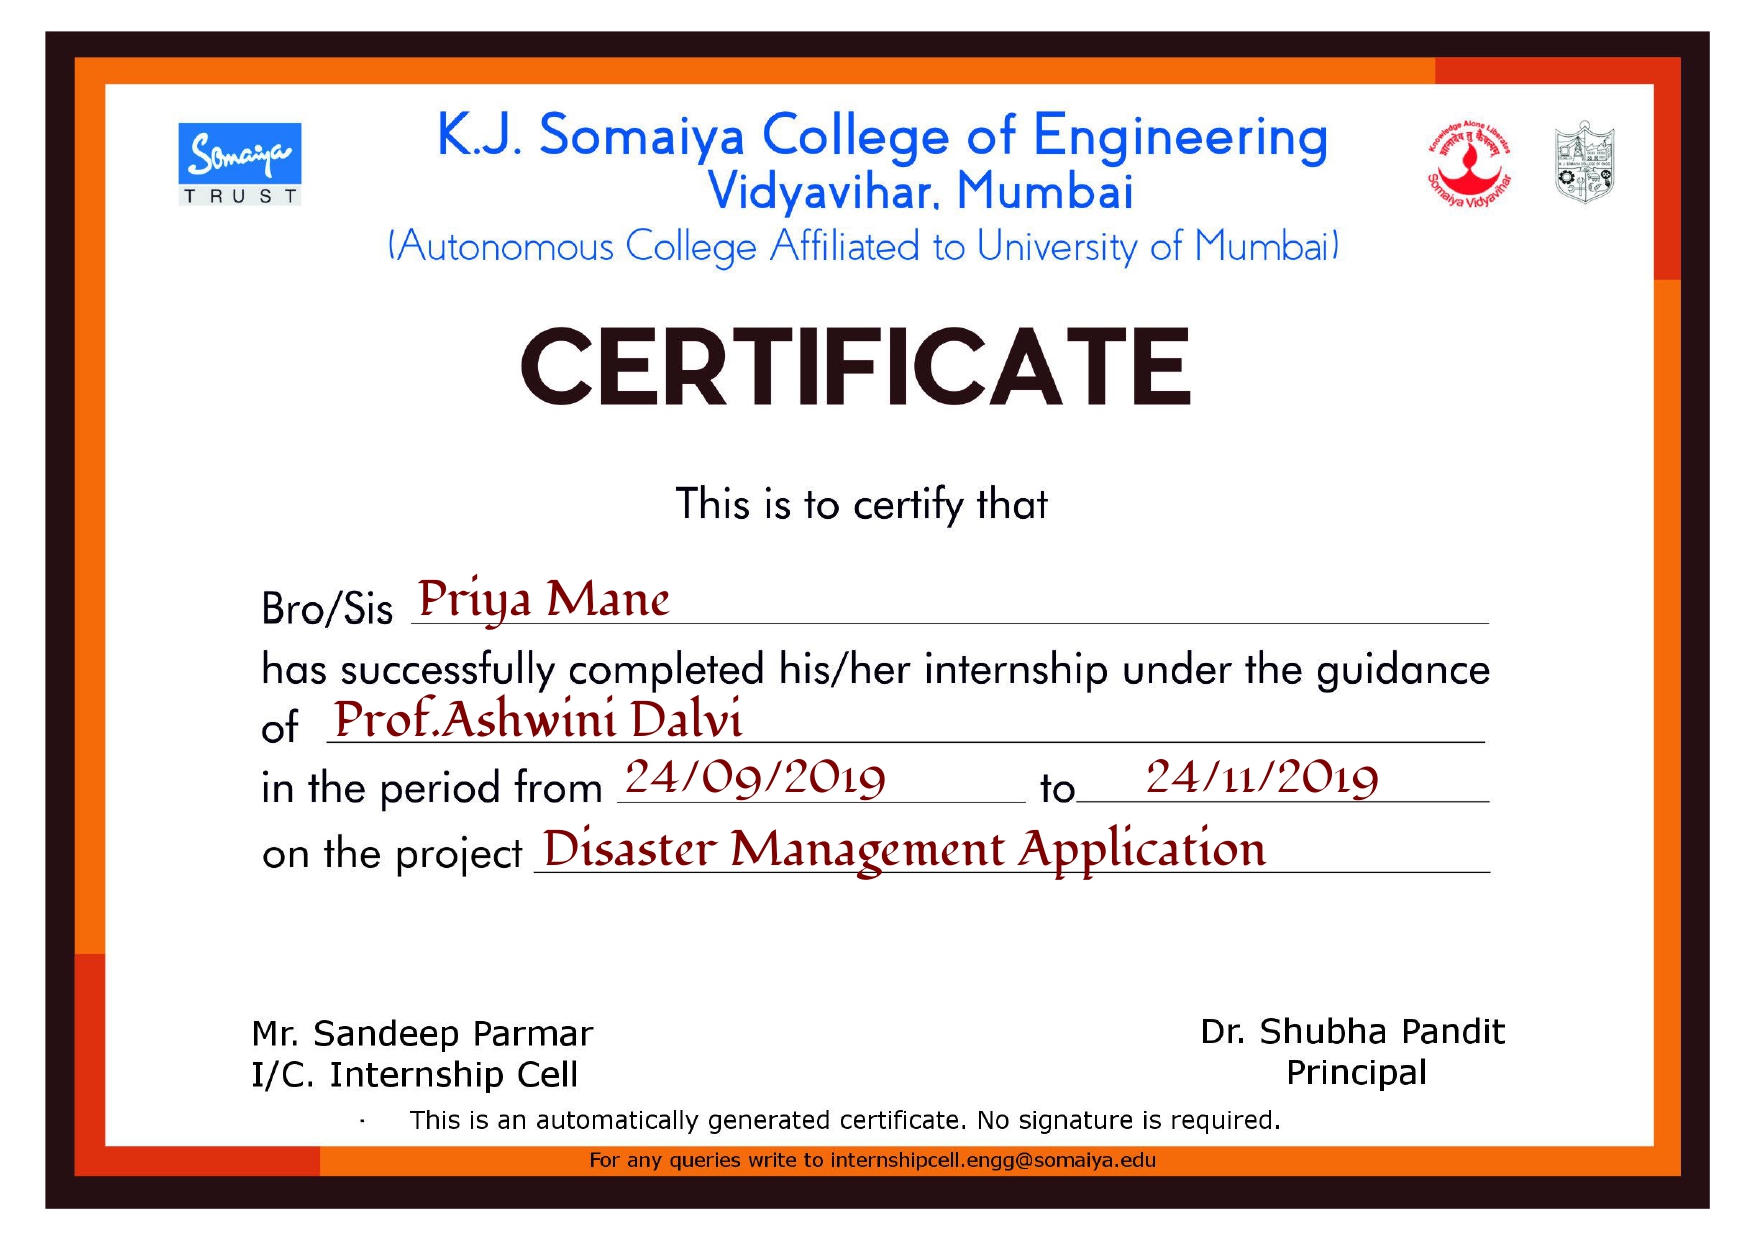 Somaiya
TRUST
K.J. Somaiya College of Engineering
Vidyavihar, Mumbai
(Autonomous College Affiliated to University of Mumbai)
Knowledge Alone Liberates
ज्ञानादेव तु कैवल्यम्
Somaiya Vidyavihar
CERTIFICATE
This is to certify that
Bro/Sis Priya Mane
has successfully completed his/her internship under the guidance
of Prof.Ashwini Dalvi
in the period from 24/09/2019 to 24/11/2019
on the project Disaster Management Application
Mr. Sandeep Parmar
I/C. Internship Cell
Dr. Shubha Pandit
Principal
· This is an automatically generated certificate. No signature is required.
For any queries write to internshipcell.engg@somaiya.edu